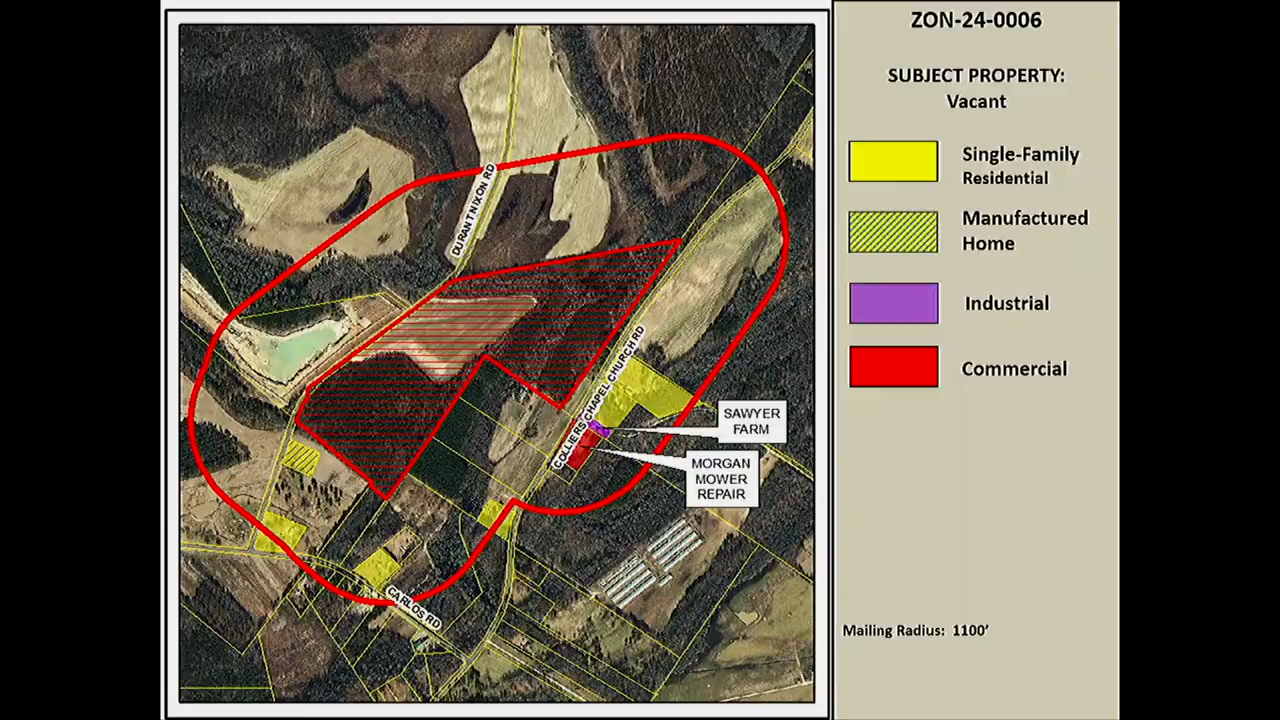 ZON-24-0006
SUBJECT PROPERTY:
Vacant
Single-Family
Residential
Manufactured
Home
Industrial
Commercial
Mailing Radius: 1100'
DURANT NIXON RD
COLLIERS CHAPEL CHURCH RD
SAWYER
FARM
MORGAN
MOWER
REPAIR
CARLOS RD